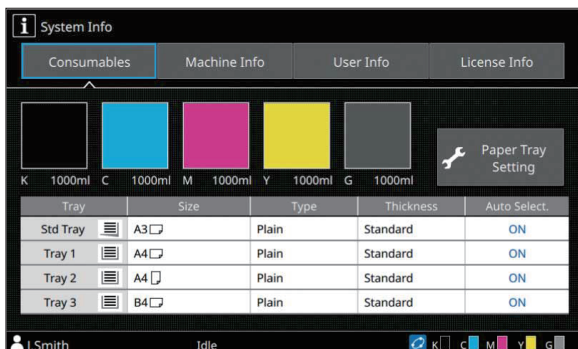 i System Info
Consumables Machine Info User Info License Info
K 1000ml C 1000ml M 1000ml Y 1000ml G 1000ml
Paper Tray
Setting
Tray Size Type Thickness Auto Select.
Std Tray A3 Plain Standard ON
Tray 1 A4 Plain Standard ON
Tray 2 A4 Plain Standard ON
Tray 3 B4 Plain Standard ON
J.Smith Idle K C M Y G